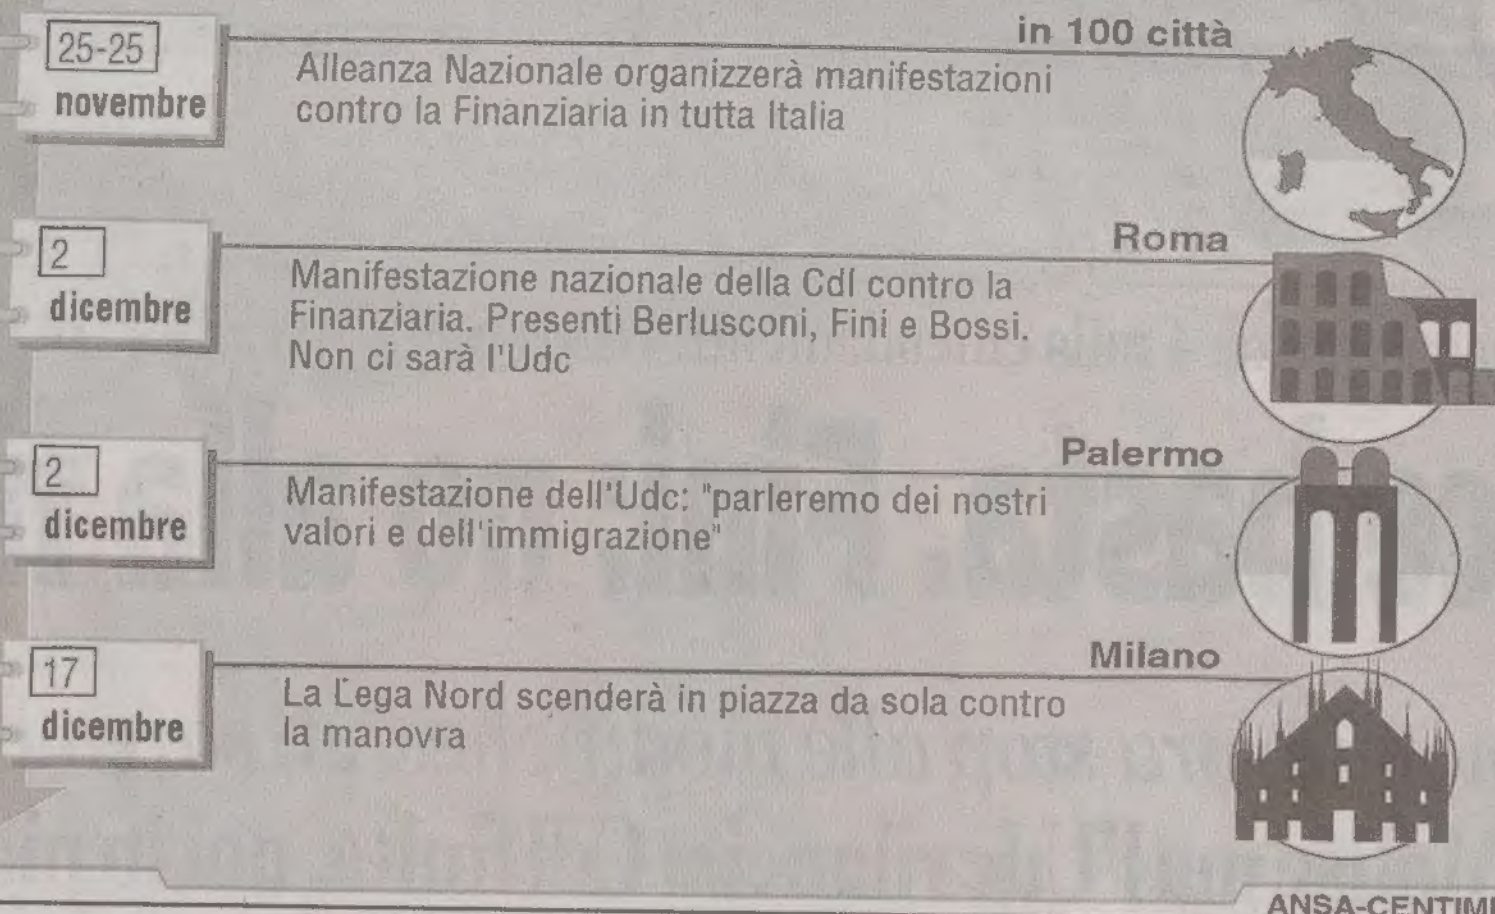 25-25
novembre
in 100 città
Alleanza Nazionale organizzerà manifestazioni
contro la Finanziaria in tutta Italia
2
dicembre
Roma
Manifestazione nazionale della Cdl contro la
Finanziaria. Presenti Berlusconi, Fini e Bossi.
Non ci sarà l'Udc
2
dicembre
Palermo
Manifestazione dell'Udc: "parleremo dei nostri
valori e dell'immigrazione"
17
dicembre
Milano
La Lega Nord scenderà in piazza da sola contro
la manovra
ANSA-CENTIM